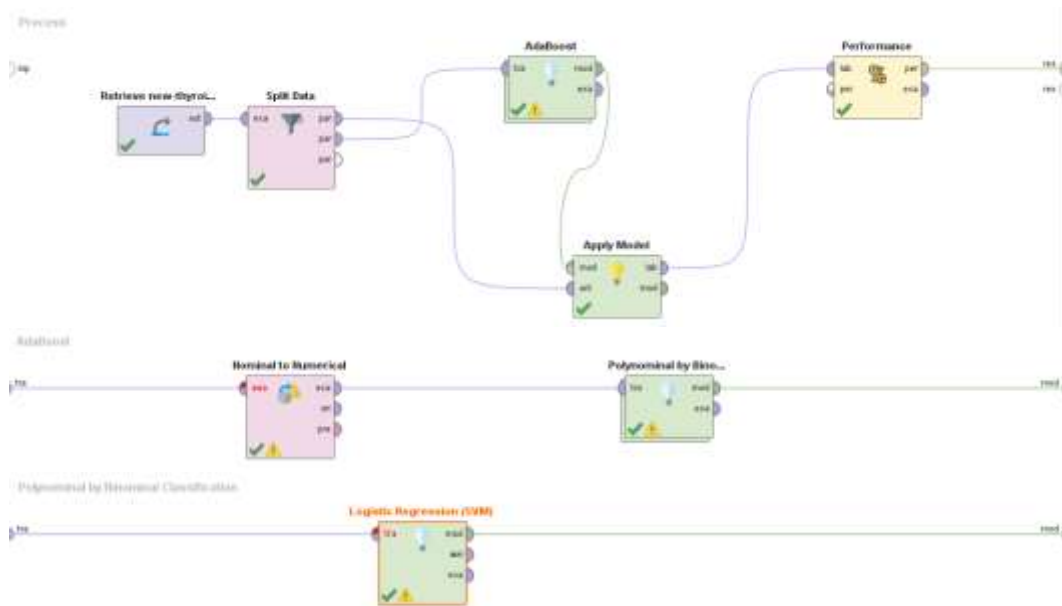 Process
inp
Retrieve new-thyroi...
out
Split Data
exa
par
par
par
AdaBoost
tra
mod
exa
Performance
lab
per
per
exa
res
res
Apply Model
mod
lab
unl
mod
AdaBoost
tra
Nominal to Numerical
exa
exa
ori
pre
Polynominal by Bino...
tra
mod
exa
mod
Polynominal by Binominal Classification
tra
Logistic Regression (SVM)
tra
mod
wei
exa
mod